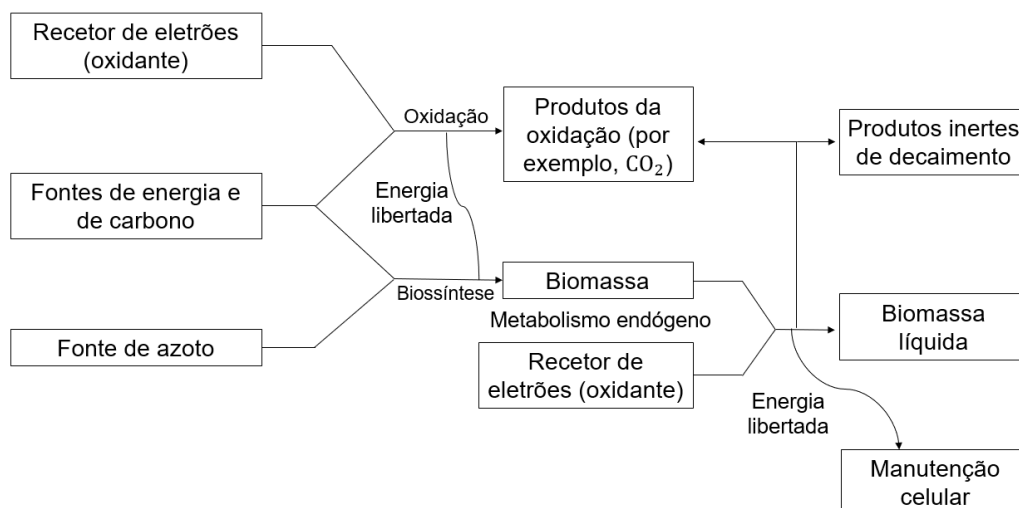 Recetor de eletrões
(oxidante)
Oxidação
Produtos da
oxidação (por
exemplo, CO₂)
Produtos inertes
de decaimento
Fontes de energia e
de carbono
Energia
libertada
Biossíntese
Biomassa
Fonte de azoto
Metabolismo endógeno
Recetor de
eletrões (oxidante)
Biomassa
líquida
Energia
libertada
Manutenção
celular